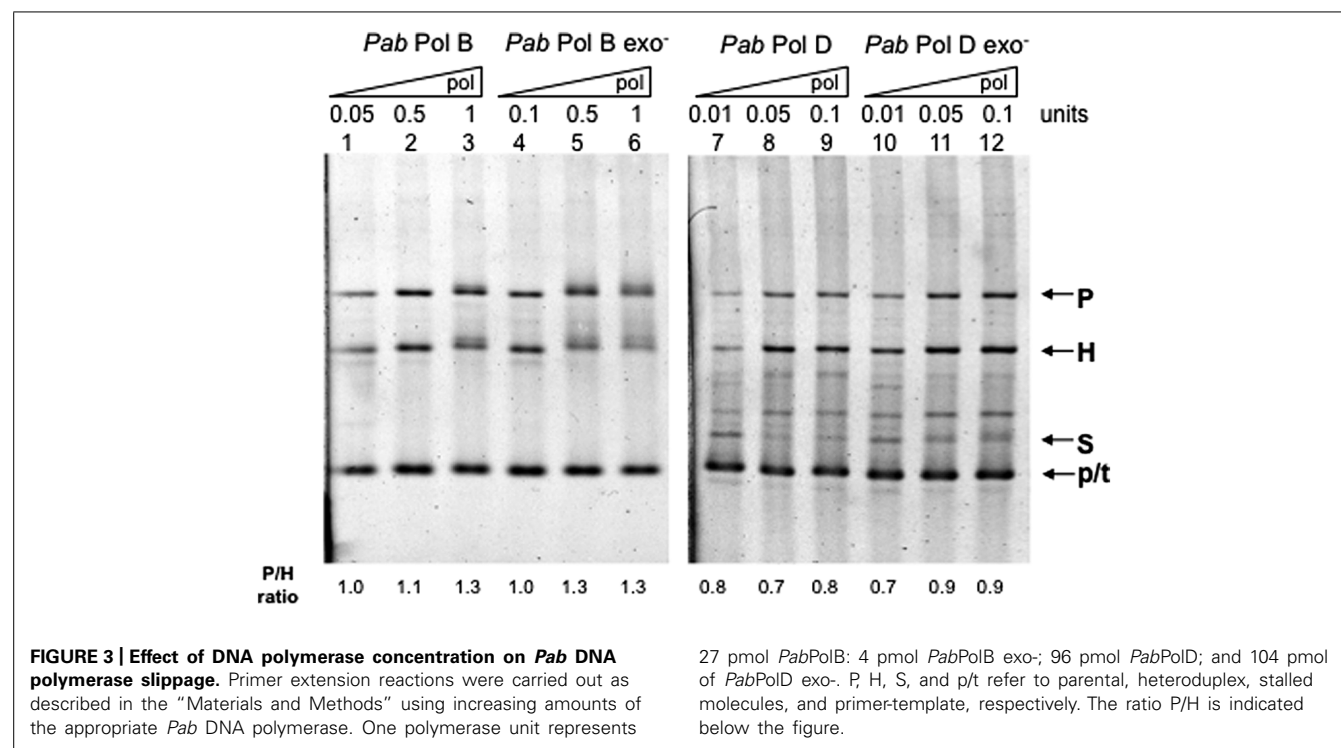 Pab Pol B Pab Pol B exo- Pab Pol D Pab Pol D exo-
pol pol pol pol
0.05 0.5 1 0.1 0.5 1 0.01 0.05 0.1 0.01 0.05 0.1 units
1 2 3 4 5 6 7 8 9 10 11 12
P
H
S
p/t
P/H
ratio
1.0 1.1 1.3 1.0 1.3 1.3 0.8 0.7 0.8 0.7 0.9 0.9
FIGURE 3 | Effect of DNA polymerase concentration on Pab DNA
polymerase slippage. Primer extension reactions were carried out as
described in the “Materials and Methods” using increasing amounts of
the appropriate Pab DNA polymerase. One polymerase unit represents
27 pmol PabPolB: 4 pmol PabPolB exo-; 96 pmol PabPolD; and 104 pmol
of PabPolD exo-. P, H, S, and p/t refer to parental, heteroduplex, stalled
molecules, and primer-template, respectively. The ratio P/H is indicated
below the figure.